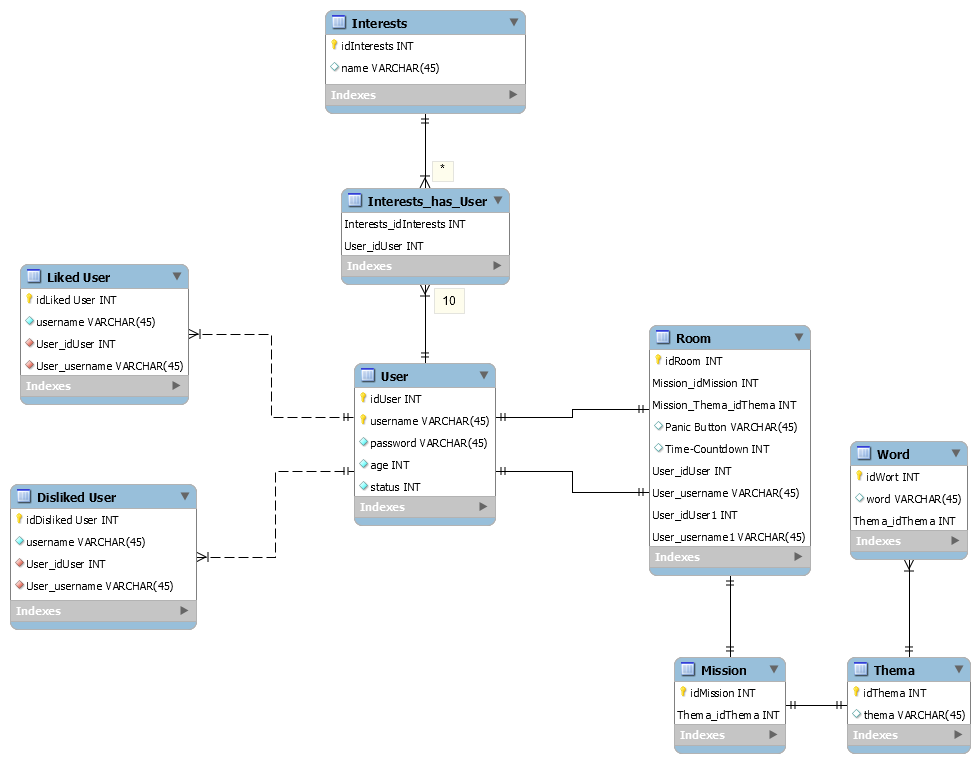 Interests
idInterests INT
name VARCHAR(45)
Indexes
*
Interests_has_User
Interests_idInterests INT
User_idUser INT
Indexes
10
Liked User
idLiked User INT
username VARCHAR(45)
User_idUser INT
User_username VARCHAR(45)
Indexes
User
idUser INT
username VARCHAR(45)
password VARCHAR(45)
age INT
status INT
Indexes
Disliked User
idDisliked User INT
username VARCHAR(45)
User_idUser INT
User_username VARCHAR(45)
Indexes
Room
idRoom INT
Mission_idMission INT
Mission_Thema_idThema INT
Panic Button VARCHAR(45)
Time-Countdown INT
User_idUser INT
User_username VARCHAR(45)
User_idUser1 INT
User_username1 VARCHAR(45)
Indexes
Word
idWort INT
word VARCHAR(45)
Thema_idThema INT
Indexes
Mission
idMission INT
Thema_idThema INT
Indexes
Thema
idThema INT
thema VARCHAR(45)
Indexes